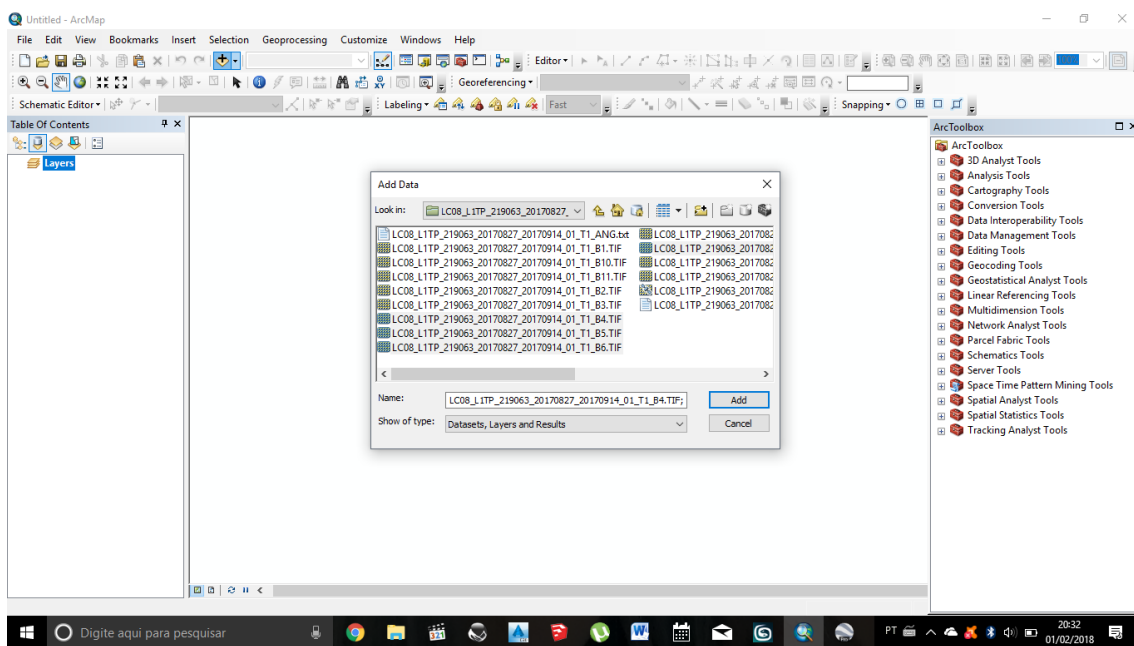 Untitled - ArcMap
File Edit View Bookmarks Insert Selection Geoprocessing Customize Windows Help
Editor
Georeferencing
Schematic Editor
Labeling
Fast
Snapping
Table Of Contents
Layers
ArcToolbox
ArcToolbox
3D Analyst Tools
Analysis Tools
Cartography Tools
Conversion Tools
Data Interoperability Tools
Data Management Tools
Editing Tools
Geocoding Tools
Geostatistical Analyst Tools
Linear Referencing Tools
Multidimension Tools
Network Analyst Tools
Parcel Fabric Tools
Schematics Tools
Server Tools
Space Time Pattern Mining Tools
Spatial Analyst Tools
Spatial Statistics Tools
Tracking Analyst Tools
Add Data
Look in: LC08_L1TP_219063_20170827_
LC08_L1TP_219063_20170827_20170914_01_T1_ANG.txt
LC08_L1TP_219063_20170827_20170914_01_T1_B1.TIF
LC08_L1TP_219063_20170827_20170914_01_T1_B10.TIF
LC08_L1TP_219063_20170827_20170914_01_T1_B11.TIF
LC08_L1TP_219063_20170827_20170914_01_T1_B2.TIF
LC08_L1TP_219063_20170827_20170914_01_T1_B3.TIF
LC08_L1TP_219063_20170827_20170914_01_T1_B4.TIF
LC08_L1TP_219063_20170827_20170914_01_T1_B5.TIF
LC08_L1TP_219063_20170827_20170914_01_T1_B6.TIF
LC08_L1TP_219063_2017082
LC08_L1TP_219063_2017082
LC08_L1TP_219063_2017082
LC08_L1TP_219063_2017082
LC08_L1TP_219063_2017082
LC08_L1TP_219063_2017082
Name: LC08_L1TP_219063_20170827_20170914_01_T1_B4.TIF;
Add
Show of type: Datasets, Layers and Results
Cancel
Digite aqui para pesquisar
PT
20:32
01/02/2018